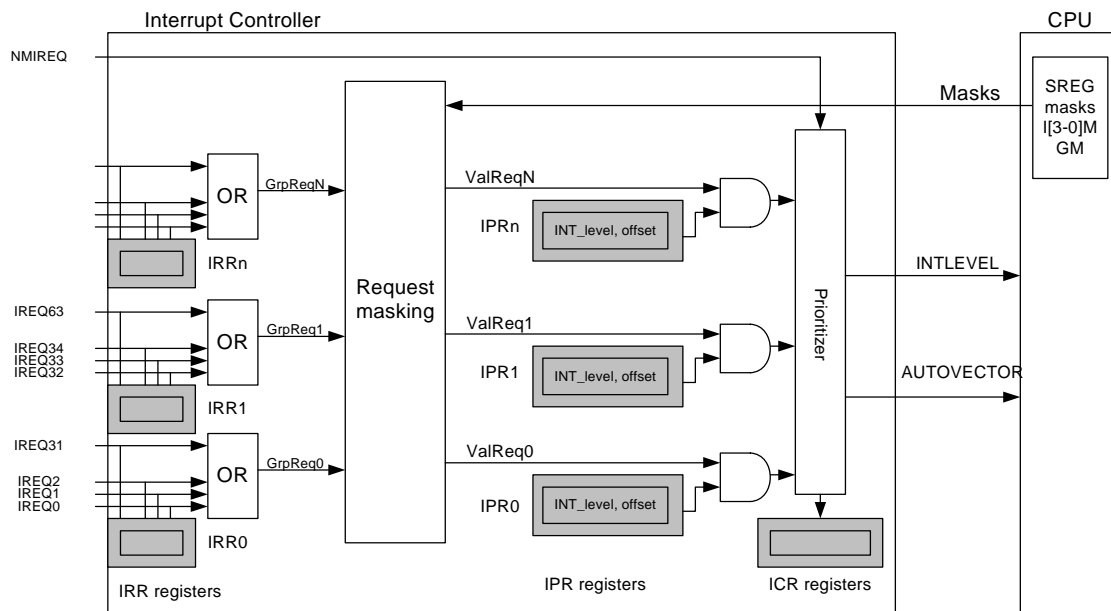 Interrupt Controller
CPU
NMIREQ
Masks
SREG
masks
I[3-0]M
GM
OR
GrpReqN
ValReqN
IPRn
INT_level, offset
IRRn
INTLEVEL
Request
masking
Prioritizer
IREQ63
IREQ34
IREQ33
IREQ32
OR
GrpReq1
ValReq1
IPR1
INT_level, offset
IRR1
AUTOVECTOR
IREQ31
IREQ2
IREQ1
IREQ0
OR
GrpReq0
ValReq0
IPR0
INT_level, offset
IRR0
IRR registers
IPR registers
ICR registers